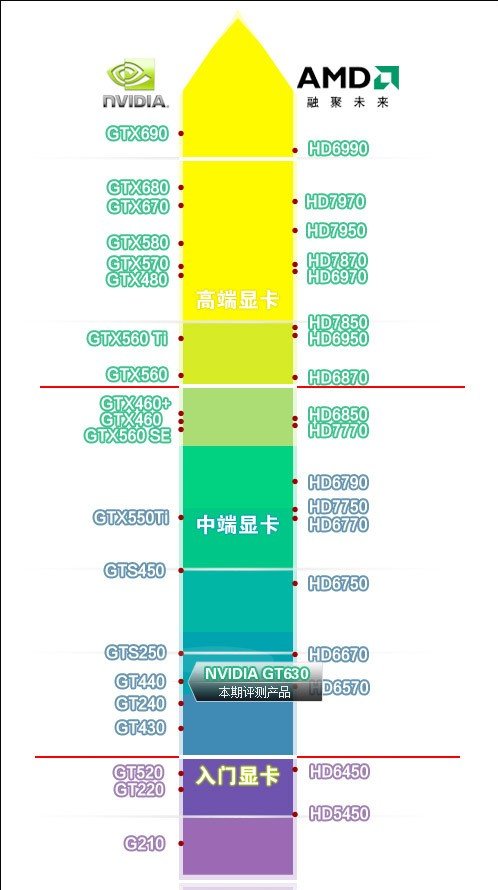 NVIDIA.
AMD
融聚未来
GTX690
HD6990
GTX680
HD7970
GTX670
HD7950
GTX580
HD7870
GTX570
HD6970
GTX480
高端显卡
HD7850
GTX560 Ti
HD6950
GTX560
HD6870
GTX460+
HD6850
GTX460
HD7770
GTX560 SE
HD6790
HD7750
GTX550Ti
中端显卡
HD6770
GTS450
HD6750
GTS250
HD6670
NVIDIA GT630
GT440
本期评测产品
HD6570
GT240
GT430
GT520
入门显卡
HD6450
GT220
HD5450
G210